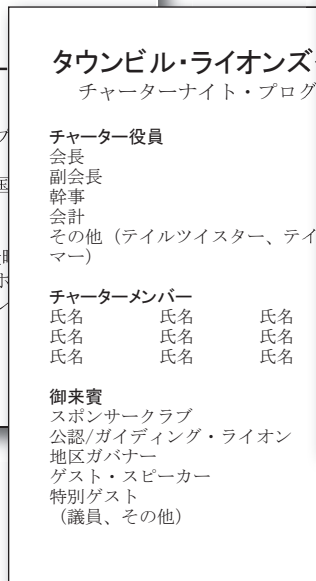 タウンビル・ライオンズ
チャーターナイト・プログ
チャーター役員
会長
副会長
幹事
会計
その他（テイルツイスター、テイ
マー）
チャーターメンバー
氏名 氏名 氏名
氏名 氏名 氏名
氏名 氏名 氏名
御来賓
スポンサークラブ
公認/ガイディング・ライオン
地区ガバナー
ゲスト・スピーカー
特別ゲスト
（議員、その他）